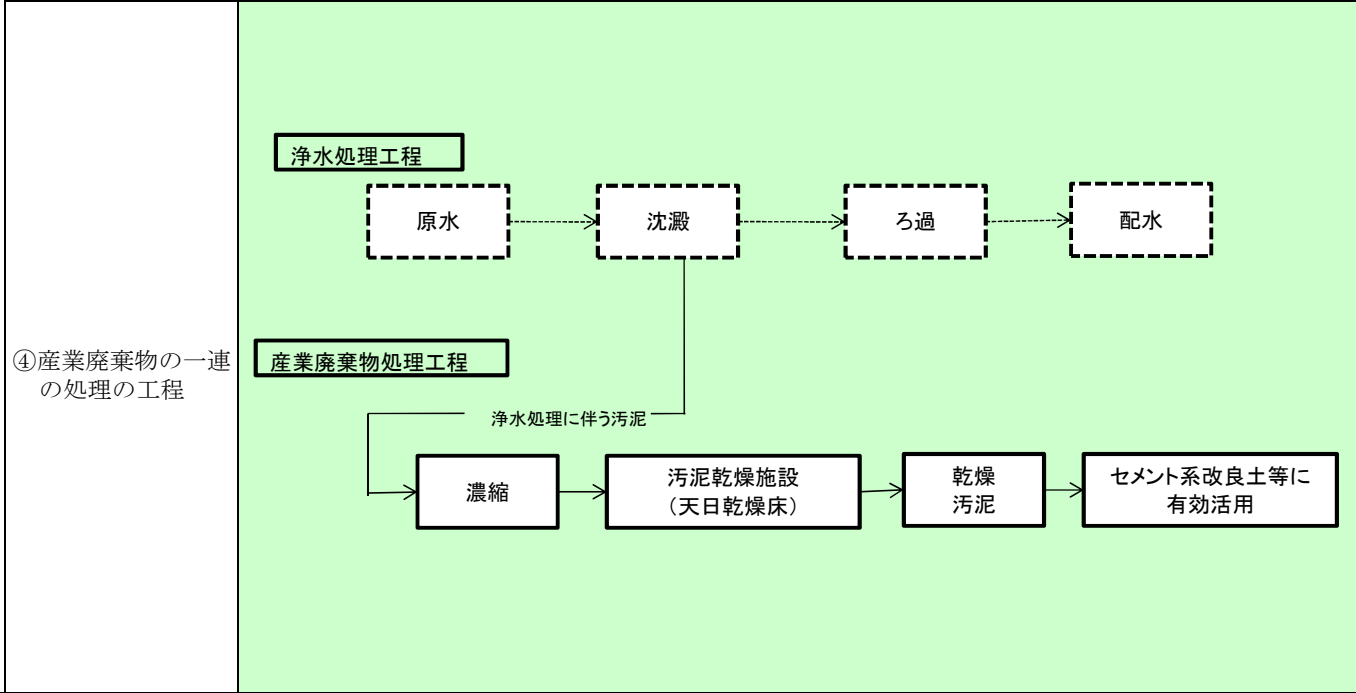 ④産業廃棄物の一連
の処理の工程
浄水処理工程
原水
沈澱
ろ過
配水
産業廃棄物処理工程
浄水処理に伴う汚泥
濃縮
汚泥乾燥施設
（天日乾燥床）
乾燥
汚泥
セメント系改良土等に
有効活用